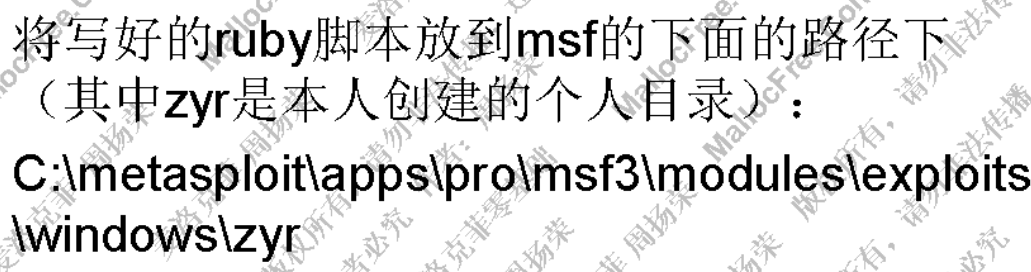 将写好的ruby脚本放到msf的下面的路径下
（其中zyr是本人创建的个人目录）：
C:\metasploit\apps\pro\msf3\modules\exploits
\windows\zyr